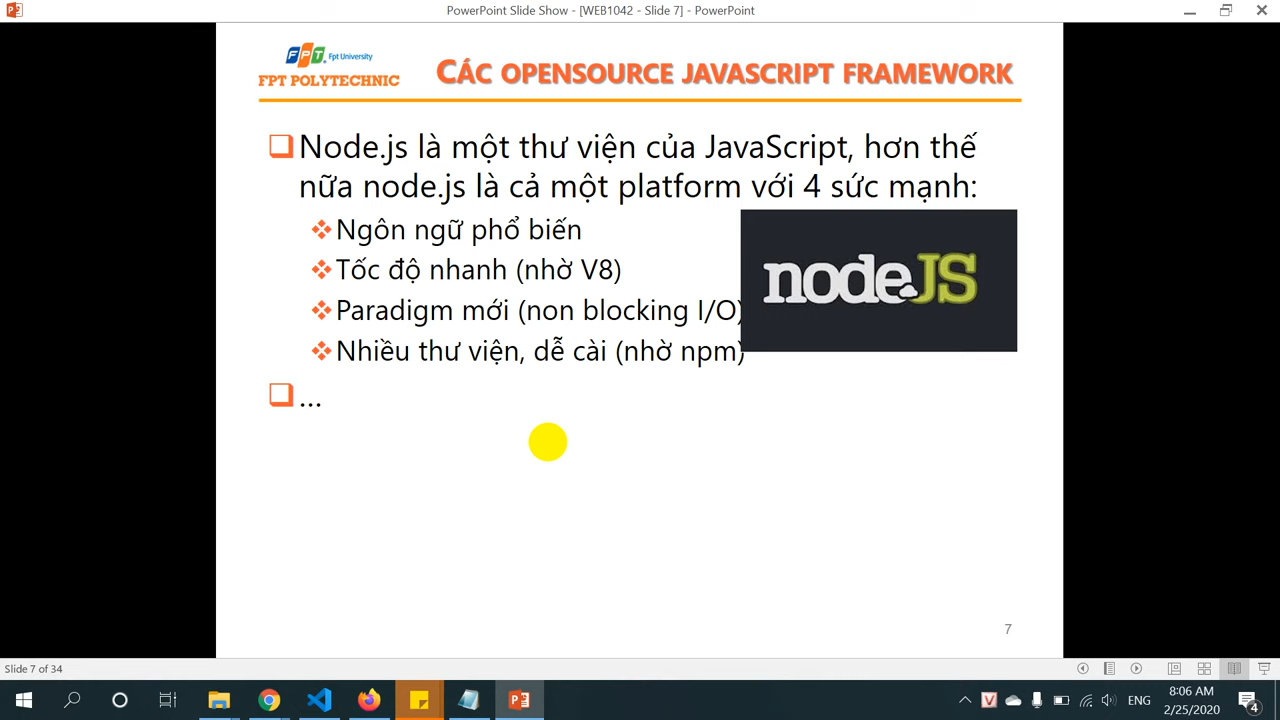 PowerPoint Slide Show - [WEB1042 - Slide 7] - PowerPoint
FPT. Fpt University
FPT POLYTECHNIC
CÁC OPENSOURCE JAVASCRIPT FRAMEWORK
Node.js là một thư viện của JavaScript, hơn thế
nữa node.js là cả một platform với 4 sức mạnh:
Ngôn ngữ phổ biến
Tốc độ nhanh (nhờ V8)
Paradigm mới (non blocking I/O)
Nhiều thư viện, dễ cài (nhờ npm)
nodeJS
...
7
Slide 7 of 34
ENG
8:06 AM
2/25/2020
4